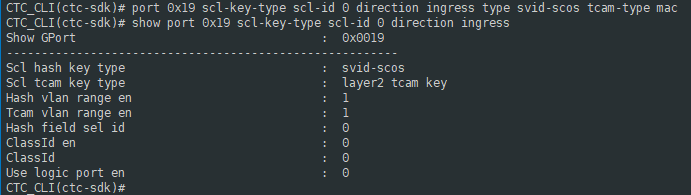 CTC_CLI(ctc-sdk)# port 0x19 scl-key-type scl-id 0 direction ingress type svid-scos tcam-type mac
CTC_CLI(ctc-sdk)# show port 0x19 scl-key-type scl-id 0 direction ingress
Show GPort : 0x0019
------------------------------------------------------
Scl hash key type : svid-scos
Scl tcam key type : layer2 tcam key
Hash vlan range en : 1
Tcam vlan range en : 1
Hash field sel id : 0
ClassId en : 0
ClassId : 0
Use logic port en : 0
CTC_CLI(ctc-sdk)#